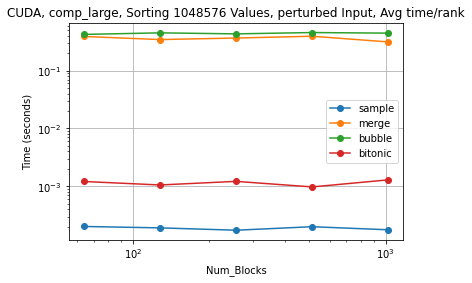 CUDA, comp_large, Sorting 1048576 Values, perturbed Input, Avg time/rank
Time (seconds)
10⁻¹
10⁻²
10⁻³
sample
merge
bubble
bitonic
10²
10³
Num_Blocks